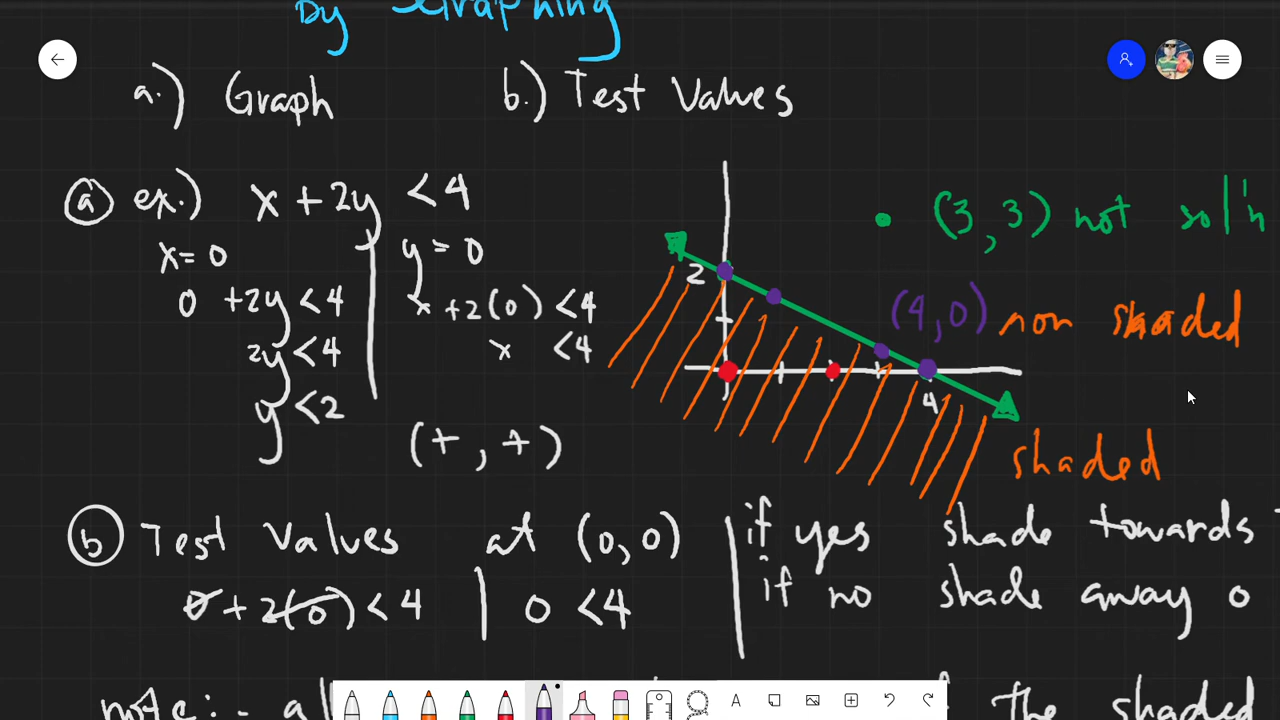 By Graphing
a.) Graph
b.) Test Values
a ex.) x + 2y < 4
x = 0
0 + 2y < 4
2y < 4
y < 2
y = 0
x + 2(0) < 4
x < 4
(+, +)
2
4
• (3, 3) not sol'n
(4, 0) non shaded
shaded
b Test Values at (0, 0)
0 + 2(0) < 4 | 0 < 4
if yes shade towards
if no shade away o
note: - al
the shaded
A